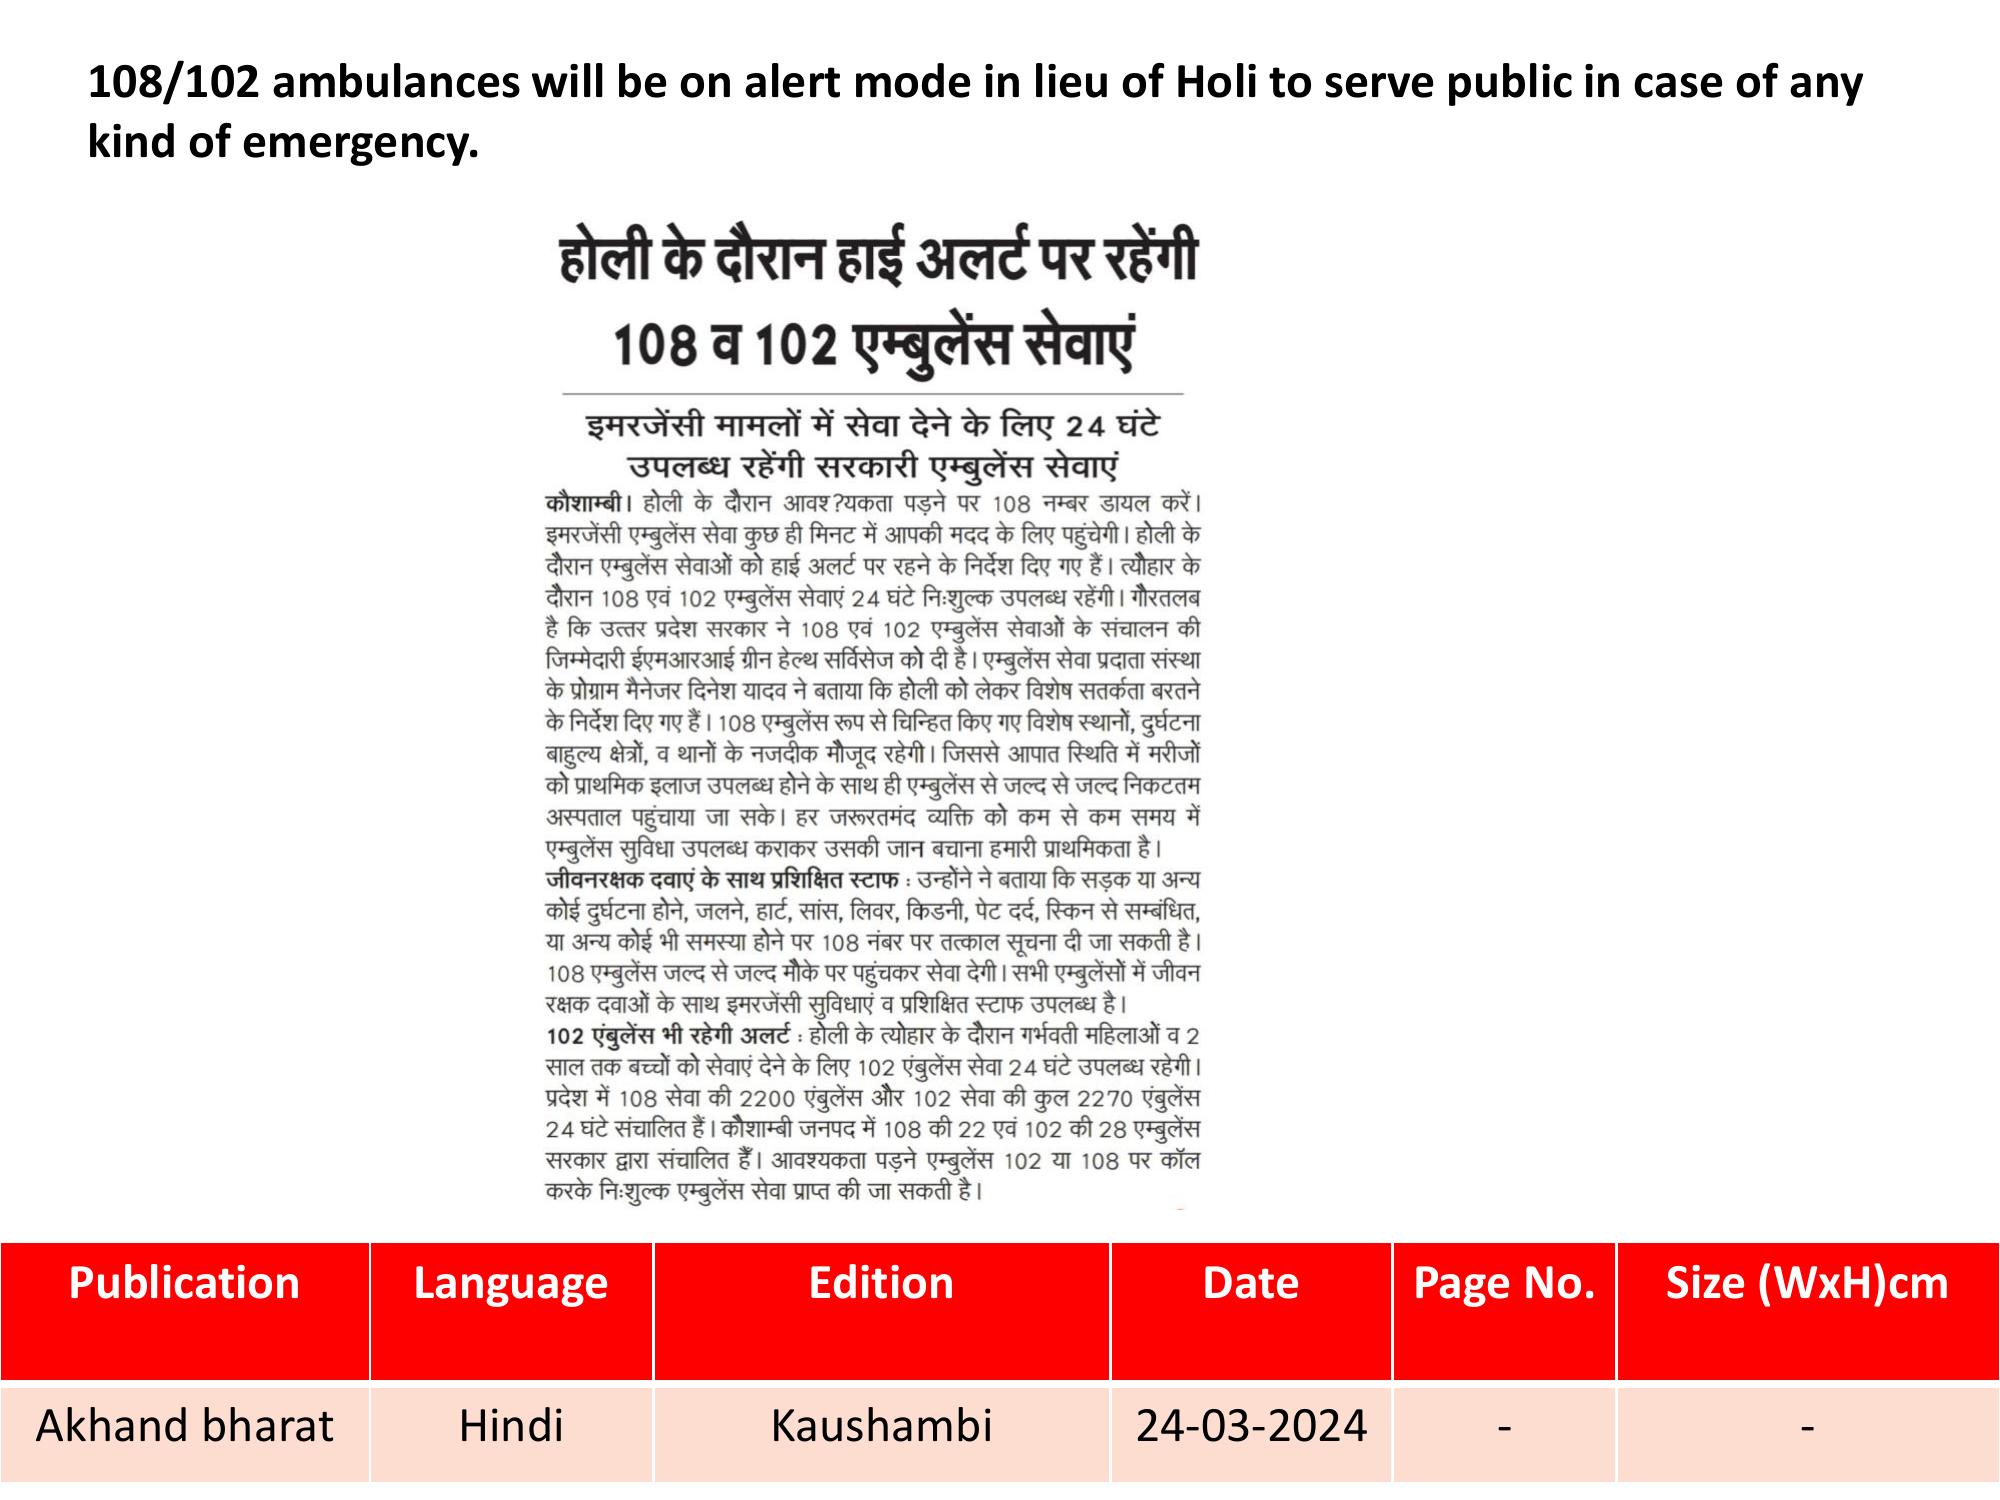 108/102 ambulances will be on alert mode in lieu of Holi to serve public in case of any
kind of emergency.
होली के दौरान हाई अलर्ट पर रहेंगी
108 व 102 एम्बुलेंस सेवाएं
इमरजेंसी मामलों में सेवा देने के लिए 24 घंटे
उपलब्ध रहेंगी सरकारी एम्बुलेंस सेवाएं
कौशाम्बी। होली के दौरान आवश?यकता पड़ने पर 108 नम्बर डायल करें।
इमरजेंसी एम्बुलेंस सेवा कुछ ही मिनट में आपकी मदद के लिए पहुंचेगी। होली के
दौरान एम्बुलेंस सेवाओं को हाई अलर्ट पर रहने के निर्देश दिए गए हैं। त्यौहार के
दौरान 108 एवं 102 एम्बुलेंस सेवाएं 24 घंटे निःशुल्क उपलब्ध रहेंगी। गौरतलब
है कि उत्तर प्रदेश सरकार ने 108 एवं 102 एम्बुलेंस सेवाओं के संचालन की
जिम्मेदारी ईएमआरआई ग्रीन हेल्थ सर्विसेज को दी है। एम्बुलेंस सेवा प्रदाता संस्था
के प्रोग्राम मैनेजर दिनेश यादव ने बताया कि होली को लेकर विशेष सतर्कता बरतने
के निर्देश दिए गए हैं। 108 एम्बुलेंस रूप से चिन्हित किए गए विशेष स्थानों, दुर्घटना
बाहुल्य क्षेत्रों, व थानों के नजदीक मौजूद रहेगी। जिससे आपात स्थिति में मरीजों
को प्राथमिक इलाज उपलब्ध होने के साथ ही एम्बुलेंस से जल्द से जल्द निकटतम
अस्पताल पहुंचाया जा सके। हर जरूरतमंद व्यक्ति को कम से कम समय में
एम्बुलेंस सुविधा उपलब्ध कराकर उसकी जान बचाना हमारी प्राथमिकता है।
जीवनरक्षक दवाएं के साथ प्रशिक्षित स्टाफ : उन्होंने ने बताया कि सड़क या अन्य
कोई दुर्घटना होने, जलने, हार्ट, सांस, लिवर, किडनी, पेट दर्द, स्किन से सम्बंधित,
या अन्य कोई भी समस्या होने पर 108 नंबर पर तत्काल सूचना दी जा सकती है।
108 एम्बुलेंस जल्द से जल्द मौके पर पहुंचकर सेवा देगी। सभी एम्बुलेंसों में जीवन
रक्षक दवाओं के साथ इमरजेंसी सुविधाएं व प्रशिक्षित स्टाफ उपलब्ध है।
102 एंबुलेंस भी रहेगी अलर्ट : होली के त्योहार के दौरान गर्भवती महिलाओं व 2
साल तक बच्चों को सेवाएं देने के लिए 102 एंबुलेंस सेवा 24 घंटे उपलब्ध रहेगी।
प्रदेश में 108 सेवा की 2200 एंबुलेंस और 102 सेवा की कुल 2270 एंबुलेंस
24 घंटे संचालित हैं। कौशाम्बी जनपद में 108 की 22 एवं 102 की 28 एम्बुलेंस
सरकार द्वारा संचालित हैं। आवश्यकता पड़ने एम्बुलेंस 102 या 108 पर कॉल
करके निःशुल्क एम्बुलेंस सेवा प्राप्त की जा सकती है।
Publication Language Edition Date Page No. Size (WxH)cm
Akhand bharat Hindi Kaushambi 24-03-2024 - -